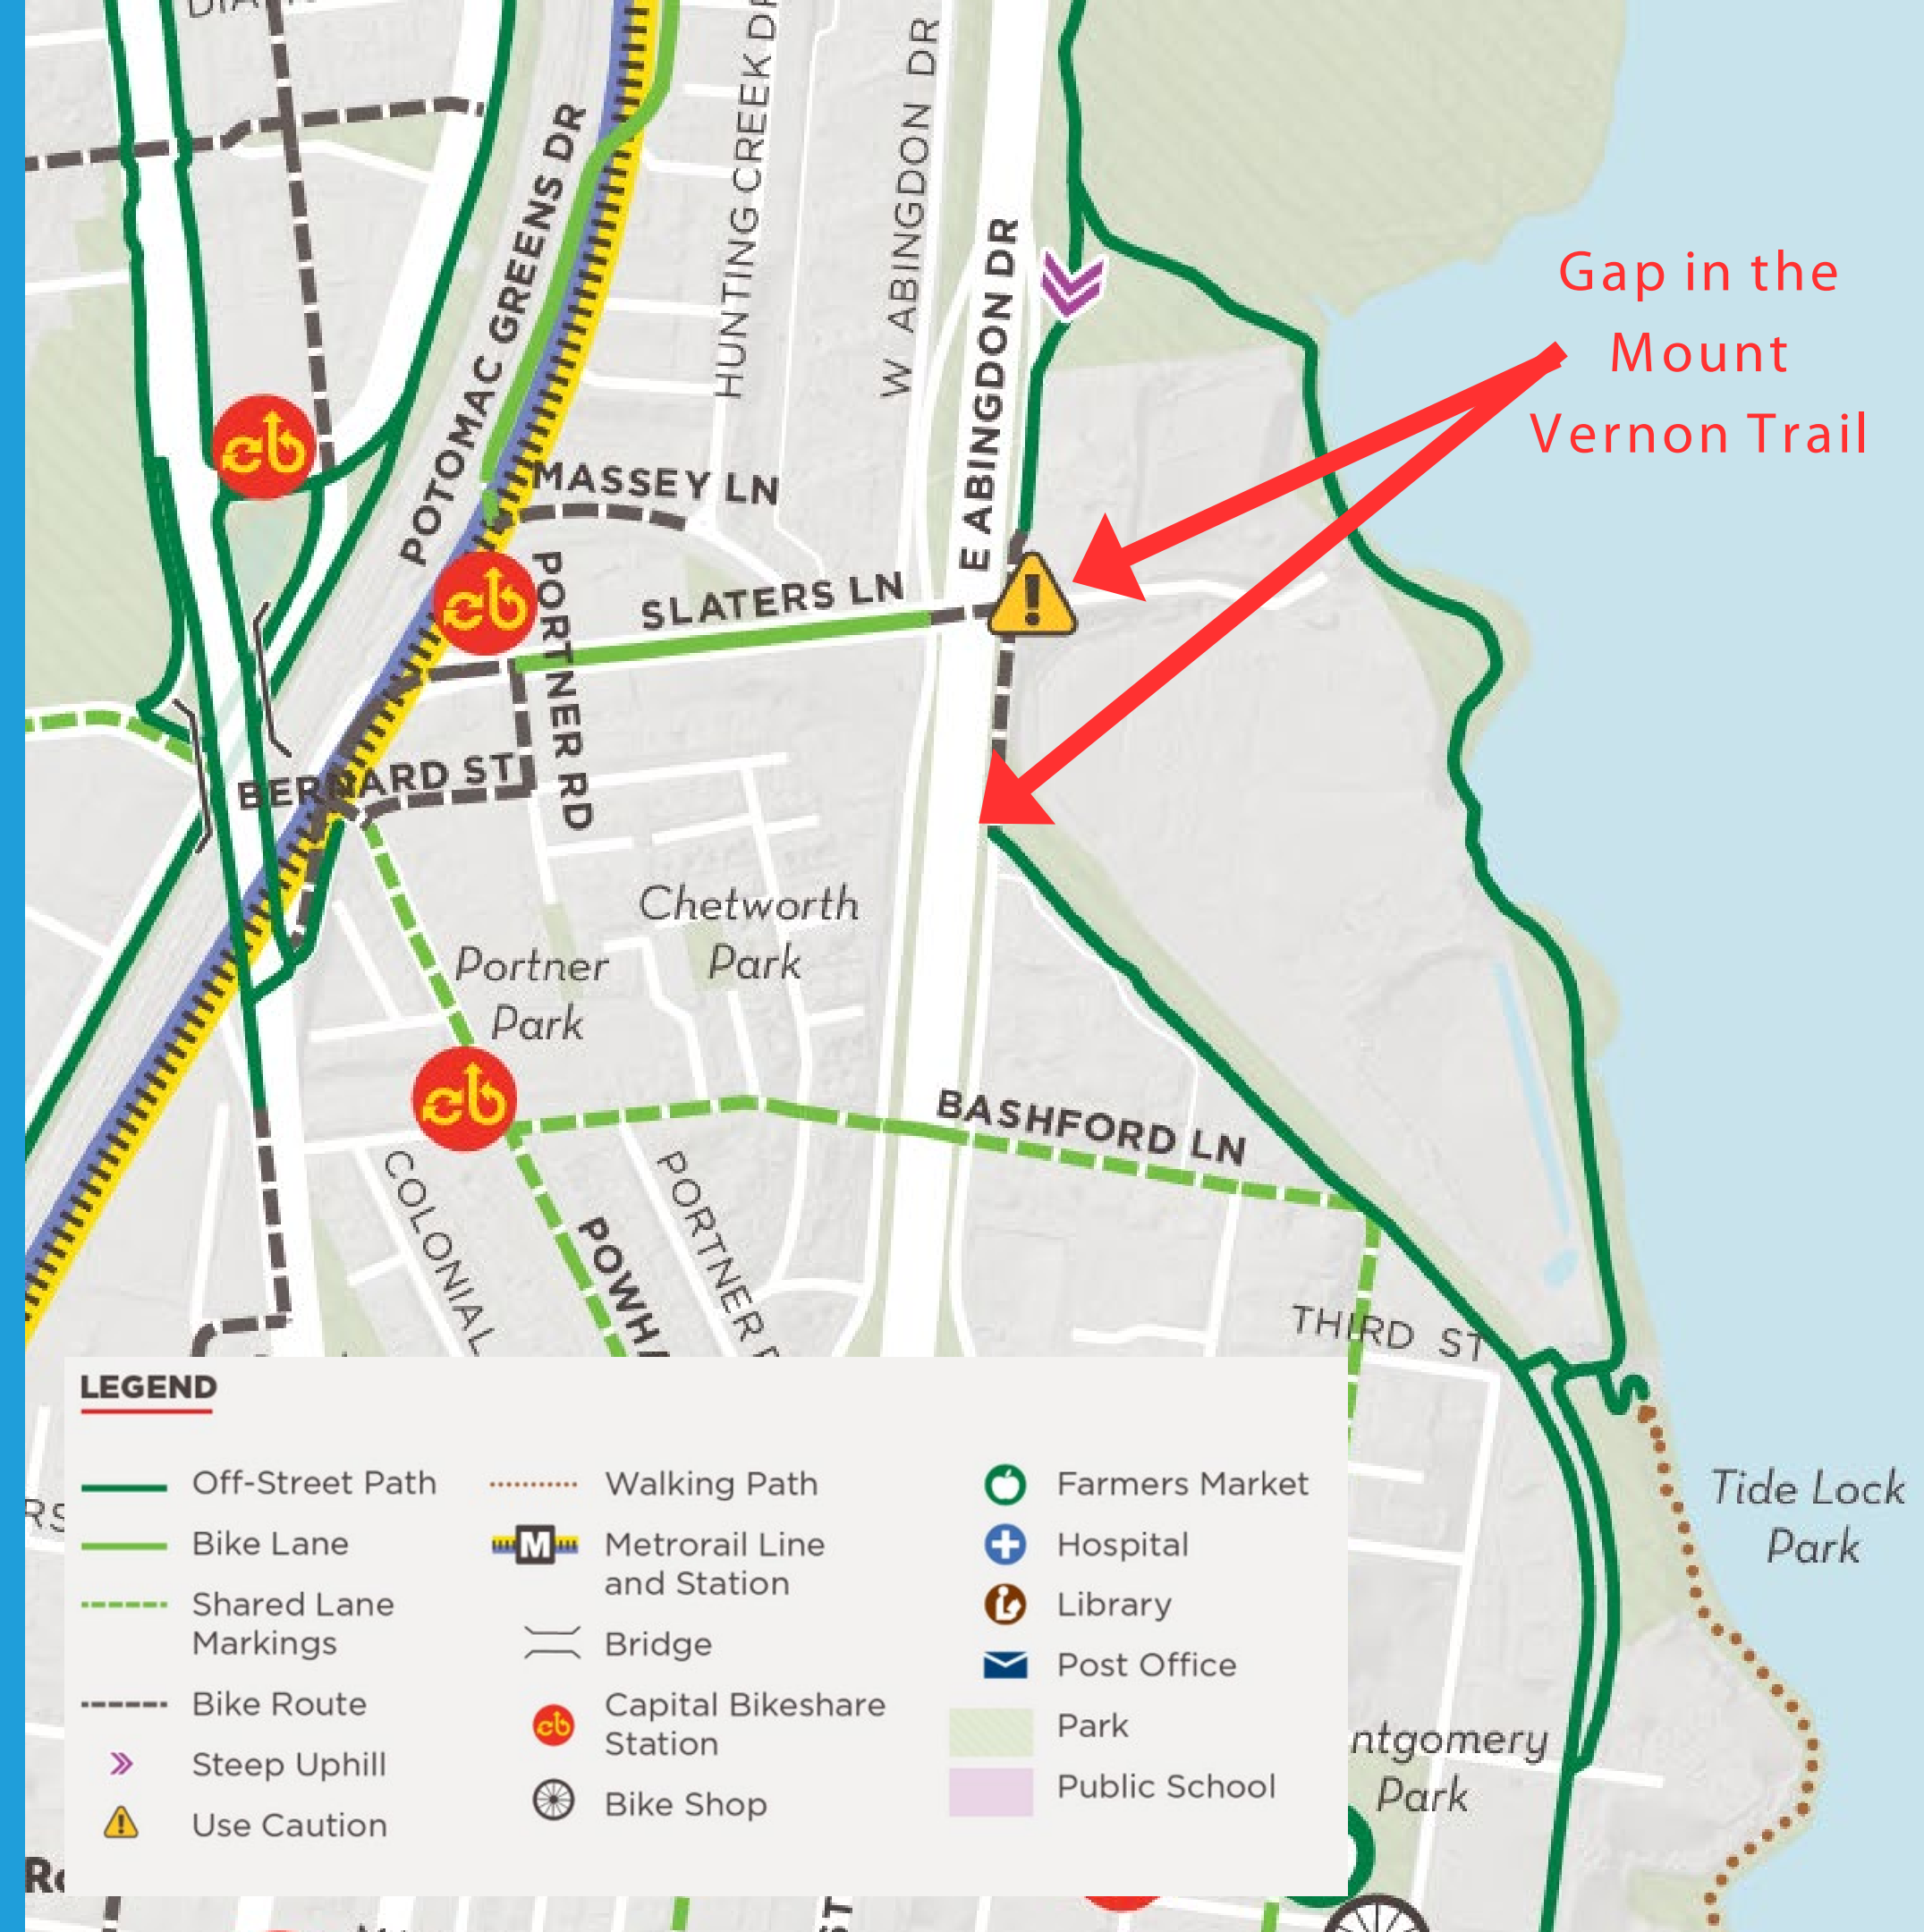 HUNTING CREEK DR
W ABINGDON DR
POTOMAC GREENS DR
E ABINGDON DR
Gap in the
Mount
Vernon Trail
MASSEY LN
SLATERS LN
PORTNER RD
BERNARD ST
Chetworth
Park
Portner
Park
BASHFORD LN
COLONIAL
PORTNER
POWHA
THIRD ST
LEGEND
Off-Street Path
Bike Lane
Shared Lane
Markings
Bike Route
Steep Uphill
Use Caution
Walking Path
M
Metrorail Line
and Station
Bridge
Capital Bikeshare
Station
Bike Shop
Farmers Market
Hospital
Library
Post Office
Park
Public School
Tide Lock
Park
ntgomery
Park
ST